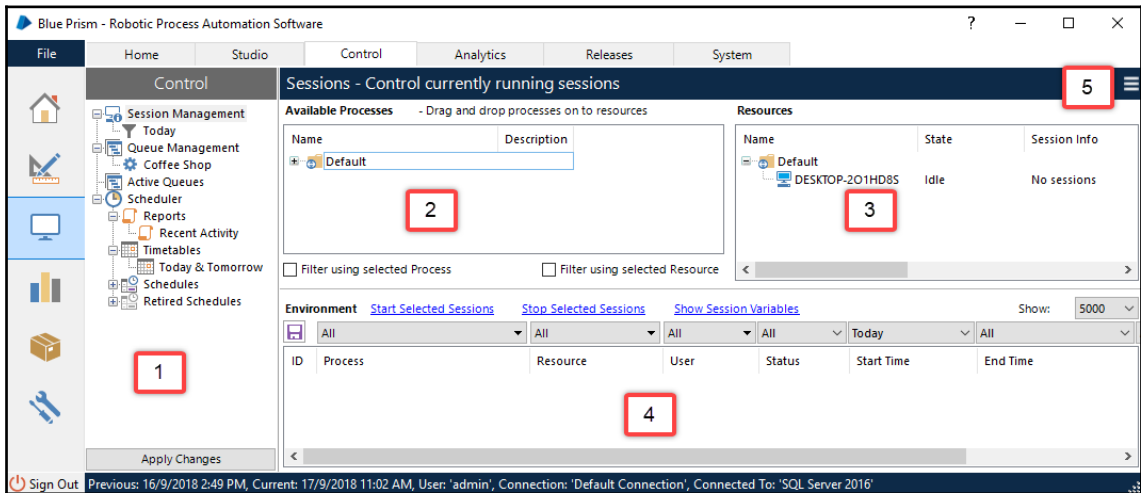 Blue Prism - Robotic Process Automation Software
?
File Home Studio Control Analytics Releases System
Control
Sessions - Control currently running sessions
5
Session Management
Today
Queue Management
Coffee Shop
Active Queues
Scheduler
Reports
Recent Activity
Timetables
Today & Tomorrow
Schedules
Retired Schedules
1
Apply Changes
Available Processes - Drag and drop processes on to resources
Name Description
Default
2
Filter using selected Process Filter using selected Resource
Resources
Name State Session Info
Default
DESKTOP-2O1HD8S Idle No sessions
3
Environment Start Selected Sessions Stop Selected Sessions Show Session Variables Show: 5000
All All All All Today All
ID Process Resource User Status Start Time End Time
4
Sign Out Previous: 16/9/2018 2:49 PM, Current: 17/9/2018 11:02 AM, User: 'admin', Connection: 'Default Connection', Connected To: 'SQL Server 2016'